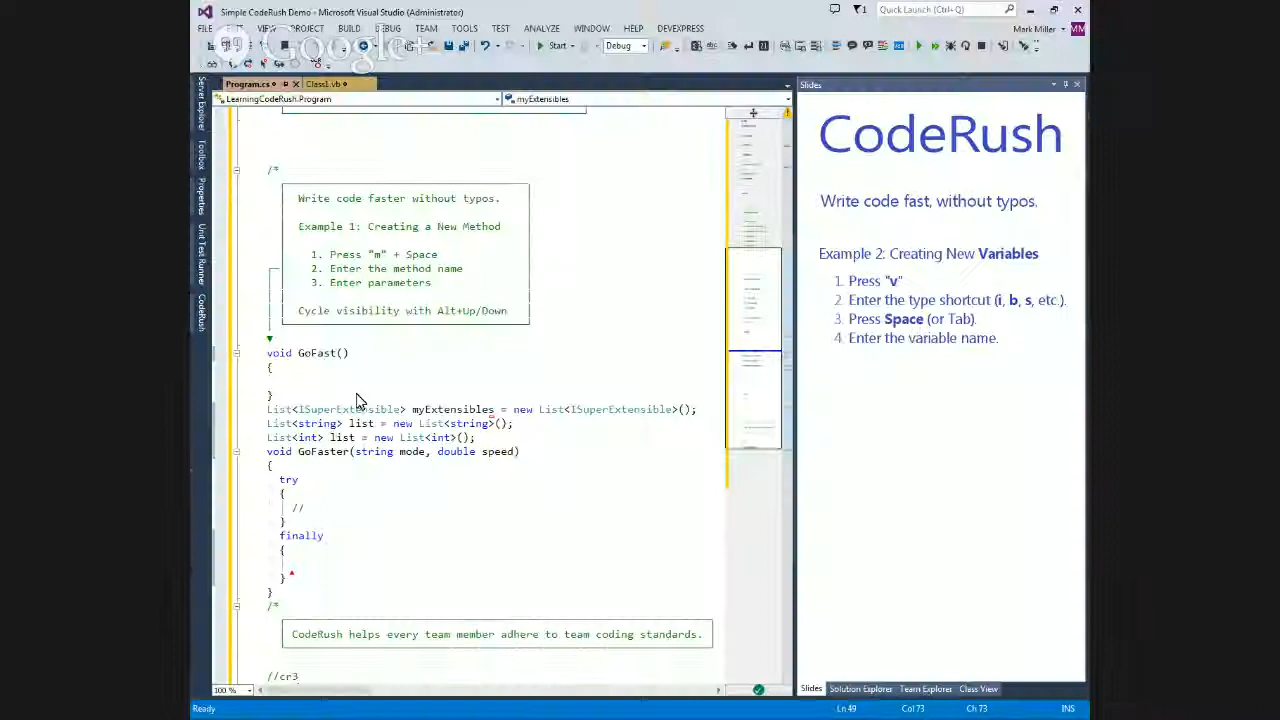 Simple CodeRush Demo - Microsoft Visual Studio (Administrator)
1
Quick Launch (Ctrl+Q)
FILE VIEW PROJECT BUILD DEBUG TEAM TOOLS TEST ANALYZE WINDOW HELP DEVEXPRESS
Mark Miller
MM
Google+
Start
Debug
Program.cs
Class1.vb
LearningCodeRush.Program
myExtensibles
Server Explorer
Toolbox
Properties
Unit Test Runner
CodeRush
/*
Write code faster without typos.
Example 1: Creating a New Method
1. Press "m" + Space
2. Enter the method name
3. Enter parameters
Cycle visibility with Alt+Up/Down
void GoFast()
{
}
List<ISuperExtensible> myExtensibles = new List<ISuperExtensible>();
List<string> list = new List<string>();
List<int> list = new List<int>();
void GoFaster(string mode, double speed)
{
try
{
//
}
finally
{
}
}
/*
CodeRush helps every team member adhere to team coding standards.
//cr3
100 %
Slides
CodeRush
Write code fast, without typos.
Example 2: Creating New Variables
1. Press "v"
2. Enter the type shortcut (i, b, s, etc.).
3. Press Space (or Tab).
4. Enter the variable name.
Slides Solution Explorer Team Explorer Class View
Ready
Ln 49
Col 73
Ch 73
INS